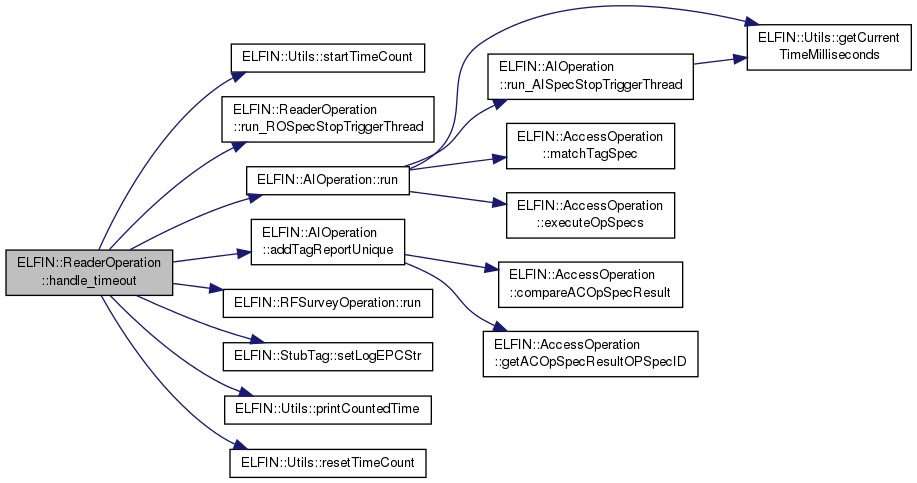 ELFIN::ReaderOperation
::handle_timeout
ELFIN::Utils::startTimeCount
ELFIN::ReaderOperation
::run_ROSpecStopTriggerThread
ELFIN::AIOperation::run
ELFIN::AIOperation
::addTagReportUnique
ELFIN::RFSurveyOperation::run
ELFIN::StubTag::setLogEPCStr
ELFIN::Utils::printCountedTime
ELFIN::Utils::resetTimeCount
ELFIN::AIOperation
::run_AISpecStopTriggerThread
ELFIN::AccessOperation
::matchTagSpec
ELFIN::AccessOperation
::executeOpSpecs
ELFIN::AccessOperation
::compareACOpSpecResult
ELFIN::AccessOperation
::getACOpSpecResultOPSpecID
ELFIN::Utils::getCurrent
TimeMilliseconds